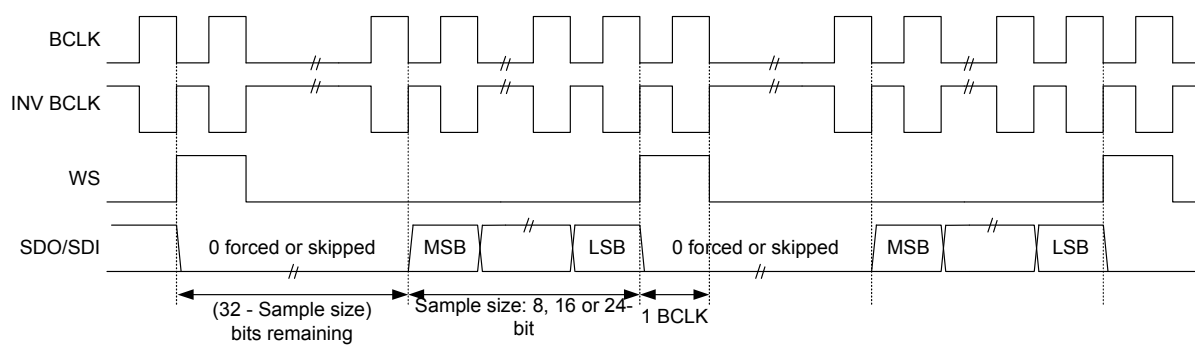 BCLK
INV BCLK
WS
SDO/SDI
0 forced or skipped
MSB
LSB
0 forced or skipped
MSB
LSB
(32 - Sample size)
bits remaining
Sample size: 8, 16 or 24-
bit
1 BCLK